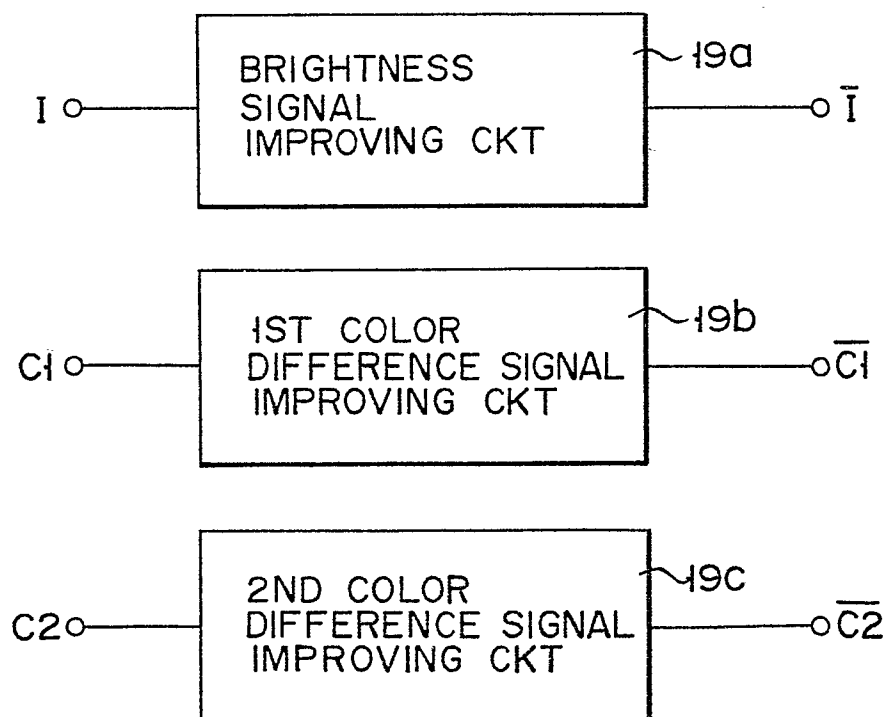 BRIGHTNESS
SIGNAL
IMPROVING CKT
19a
I
I̅
1ST COLOR
DIFFERENCE SIGNAL
IMPROVING CKT
19b
C1
C̅1̅
2ND COLOR
DIFFERENCE SIGNAL
IMPROVING CKT
19c
C2
C̅2̅